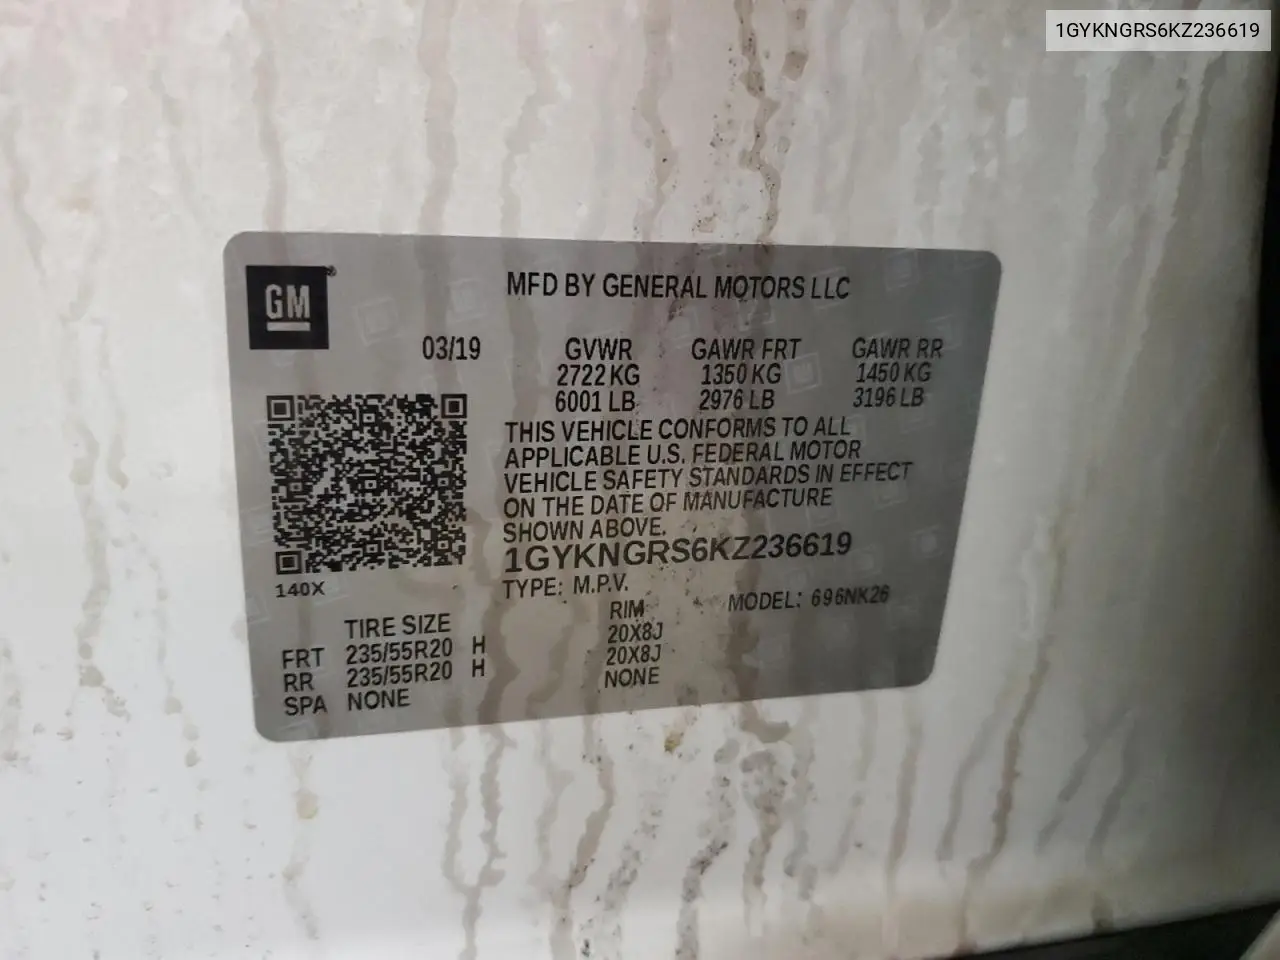 1GYKNGRS6KZ236619
GM®
MFD BY GENERAL MOTORS LLC
03/19 GVWR GAWR FRT GAWR RR
2722 KG 1350 KG 1450 KG
6001 LB 2976 LB 3196 LB
THIS VEHICLE CONFORMS TO ALL
APPLICABLE U.S. FEDERAL MOTOR
VEHICLE SAFETY STANDARDS IN EFFECT
ON THE DATE OF MANUFACTURE
SHOWN ABOVE.
1GYKNGRS6KZ236619
140X
TYPE: M.P.V. MODEL: 696NK26
TIRE SIZE RIM
FRT 235/55R20 H 20X8J
RR 235/55R20 H 20X8J
SPA NONE NONE